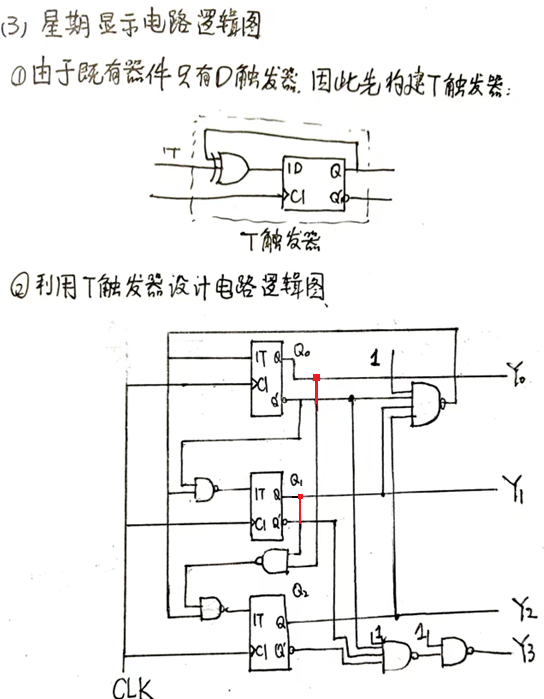 (3) 星期显示电路逻辑图
①由于既有器件只有D触发器,因此先构建T触发器:
1T
1D Q
C1 Q'
T触发器
②利用T触发器设计电路逻辑图
1T Q Q0 1 Y0
C1 Q'
1T Q Q1 Y1
C1 Q'
Q2
1T Q Y2
C1 Q' 1 1 Y3
CLK